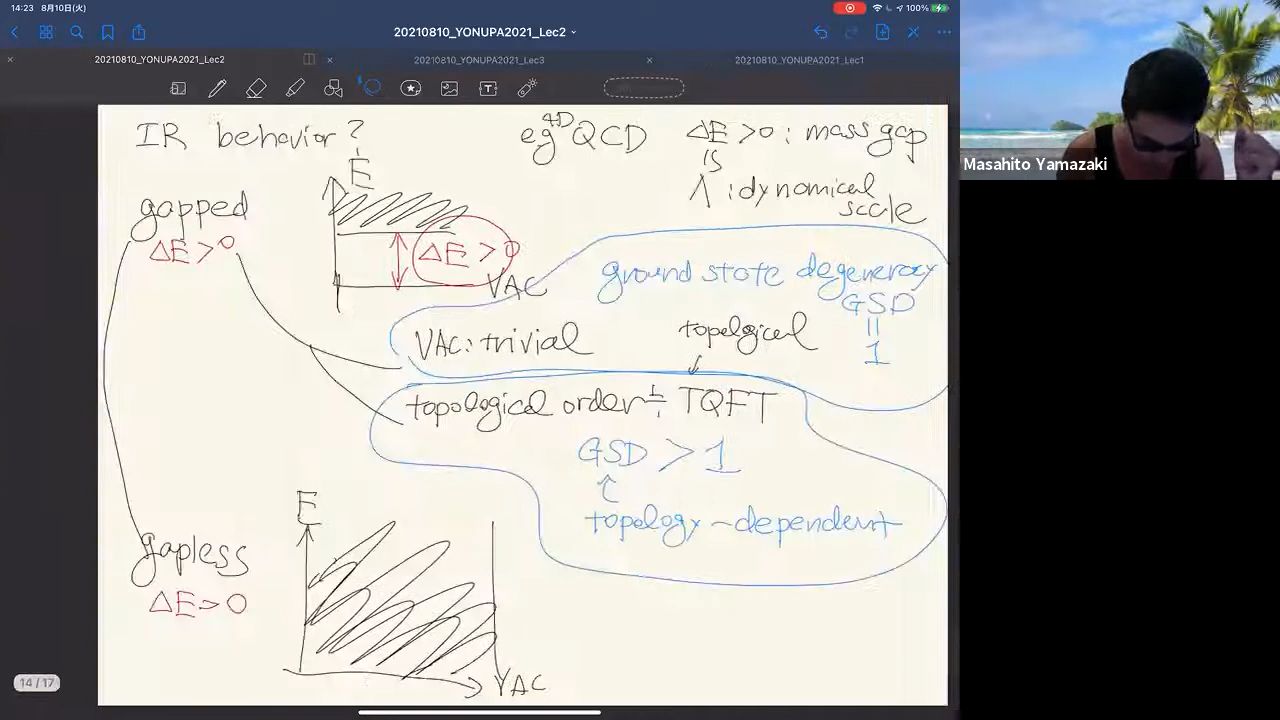 14:23 8月10日(火)
100%
20210810_YONUPA2021_Lec2
20210810_YONUPA2021_Lec2
20210810_YONUPA2021_Lec3
20210810_YONUPA2021_Lec1
Masahito Yamazaki
IR behavior?
eg 4D QCD
ΔE>0: mass gap
Λ: dynamical
scale
gapped
ΔE>0
E
ΔE>0
VAC
ground state degeneracy
GSD
=
1
VAC: trivial
topological
topological order ≒ TQFT
GSD > 1
topology-dependent
gapless
ΔE=0
E
VAC
14 / 17